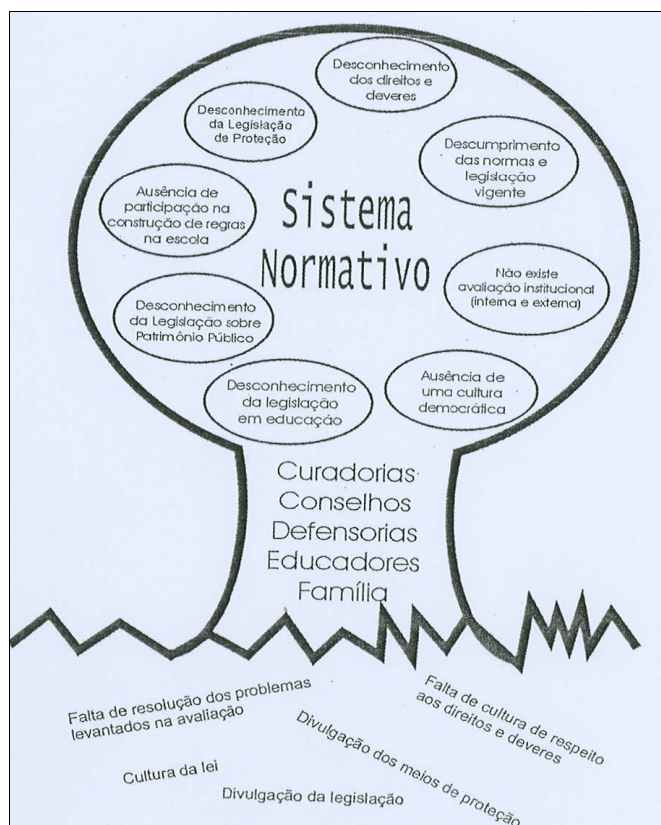 Desconhecimento
dos direitos e
deveres
Desconhecimento
da Legislação
de Proteção
Descumprimento
das normas e
legislação
vigente
Ausência de
participação na
construção de regras
na escola
Sistema
Normativo
Não existe
avaliação institucional
(interna e externa)
Desconhecimento
da Legislação sobre
Patrimônio Público
Desconhecimento
da legislação
em educação
Ausência de
uma cultura
democrática
Curadorias
Conselhos
Defensorias
Educadores
Família
Falta de resolução dos problemas
levantados na avaliação
Falta de cultura de respeito
aos direitos e deveres
Divulgação dos meios de proteção
Cultura da lei
Divulgação da legislação